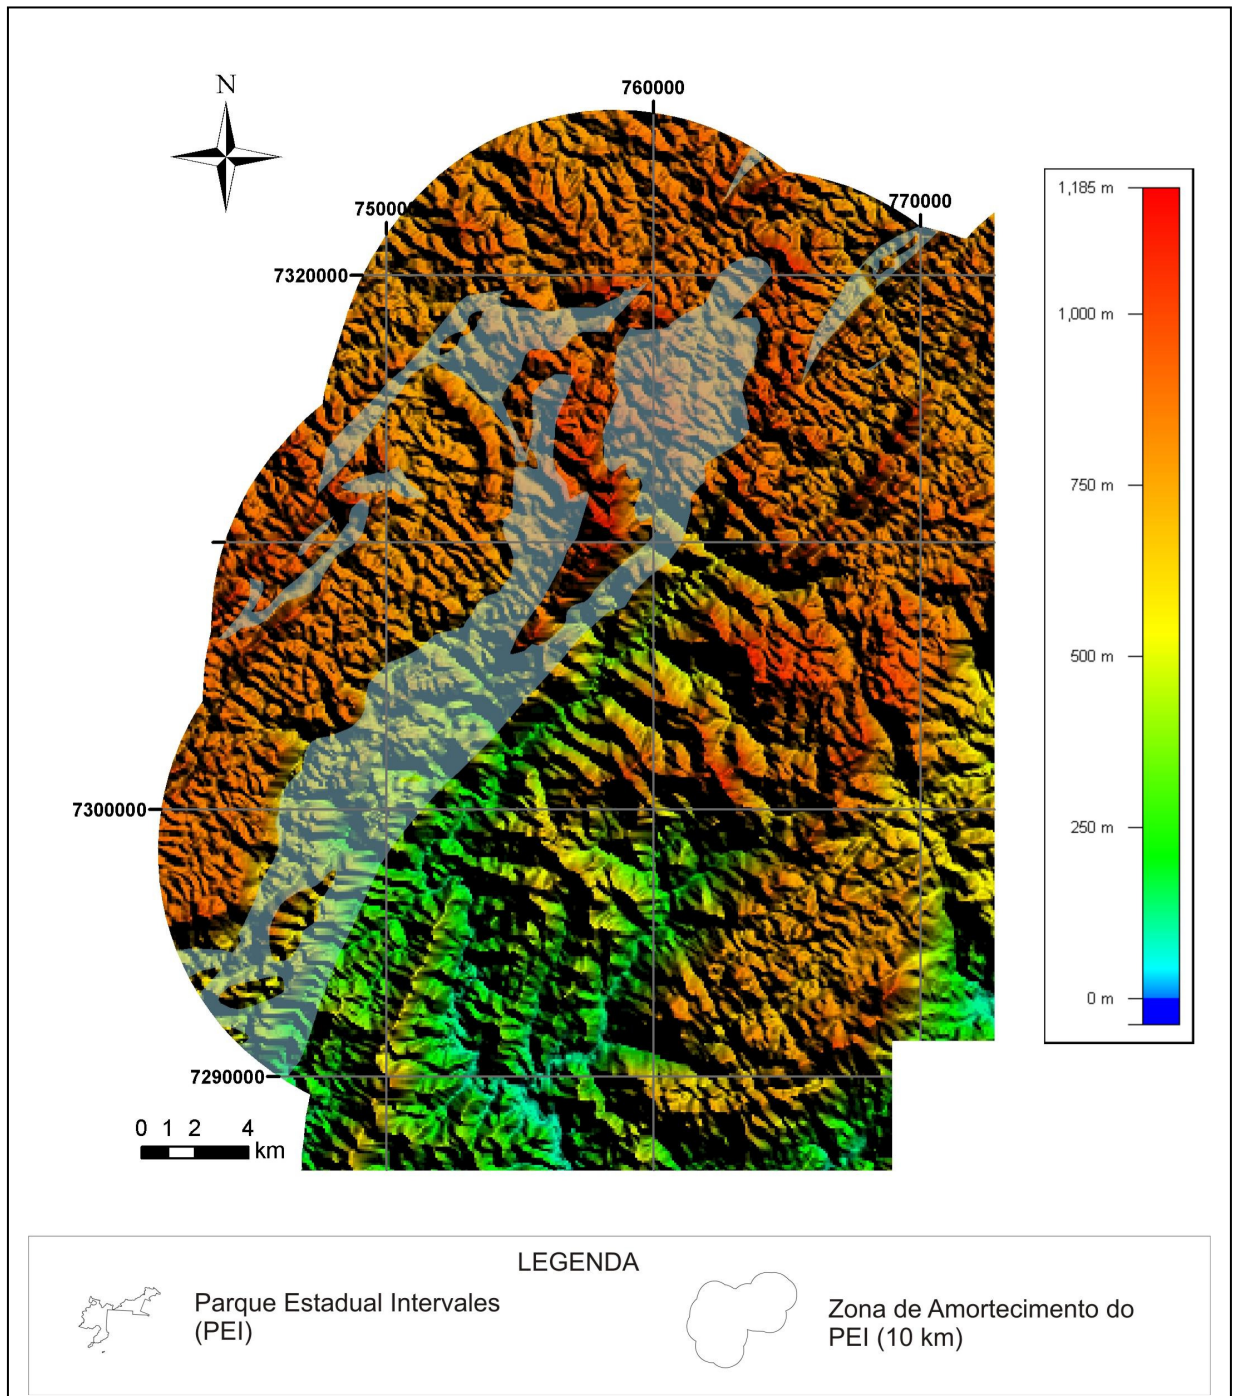 N
760000
750000
770000
7320000
7300000
7290000
0 1 2 4
km
1,185 m
1,000 m
750 m
500 m
250 m
0 m
LEGENDA
Parque Estadual Intervales
(PEI)
Zona de Amortecimento do
PEI (10 km)